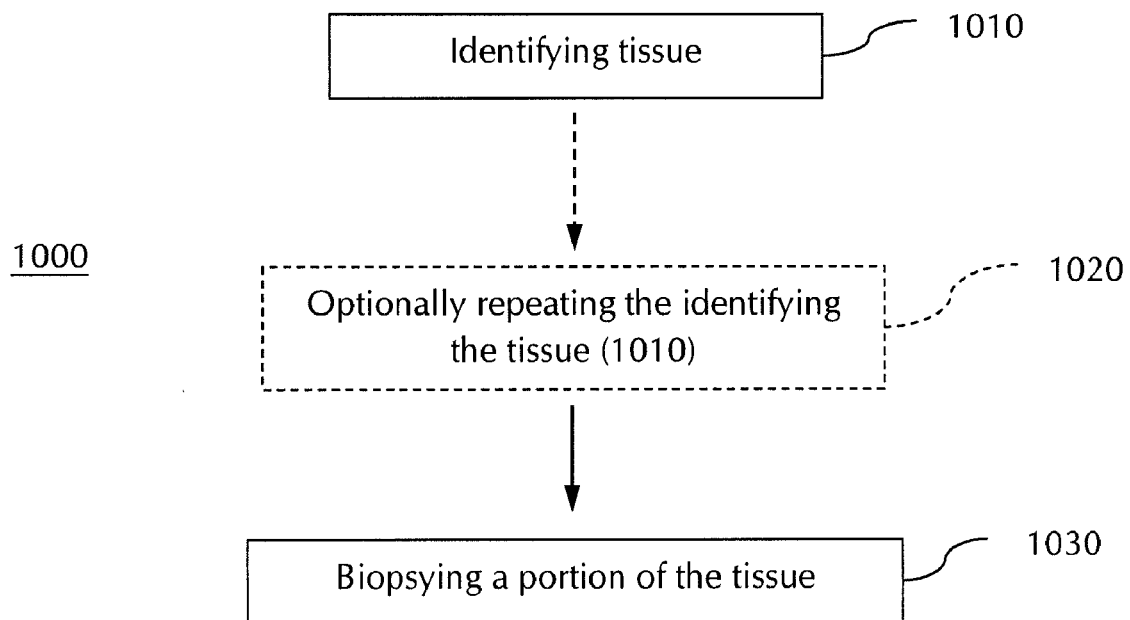 Identifying tissue
1010
1000
Optionally repeating the identifying
the tissue (1010)
1020
Biopsying a portion of the tissue
1030